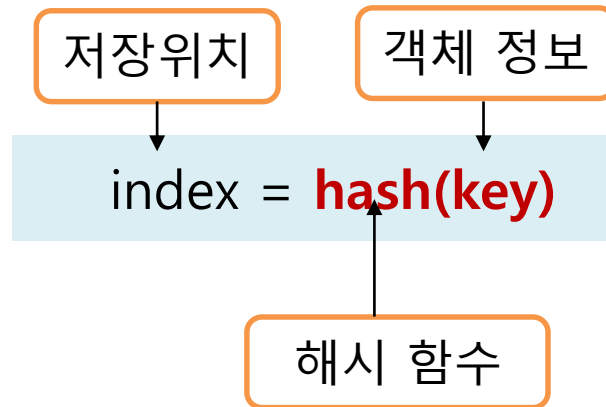 저장위치
객체 정보
index = hash(key)
해시 함수